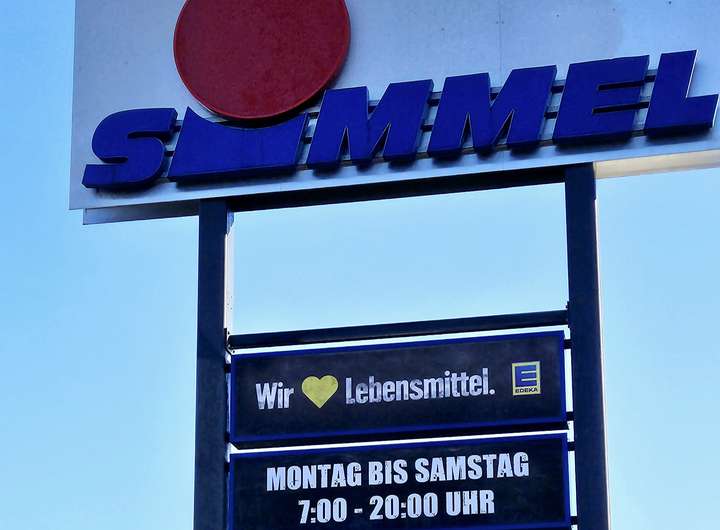 SIMMEL
Wir Lebensmittel.
E
EDEKA
MONTAG BIS SAMSTAG
7:00 - 20:00 UHR